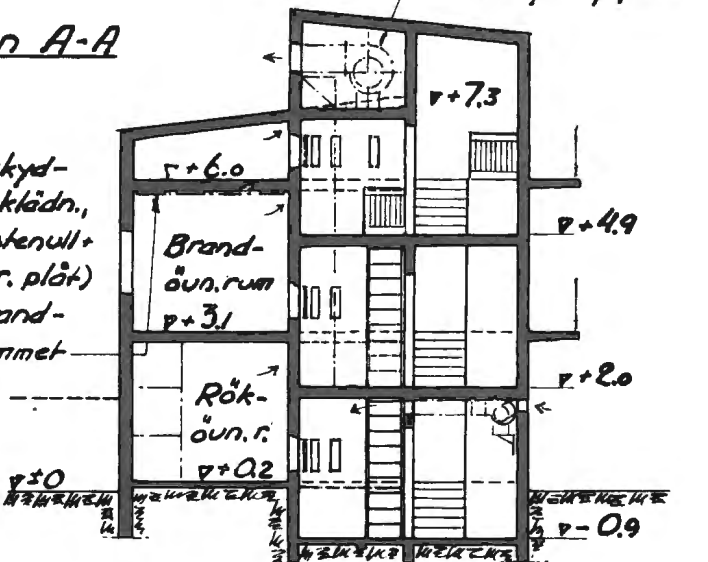 n A-A
+7.3
kyd-
klädn.,
stenull+
r. plåt)
and-
mmet
+6.0
+4.9
Brand-
övn.rum
+3.1
+2.0
Rök-
övn.r.
+0.2
±0
-0.9